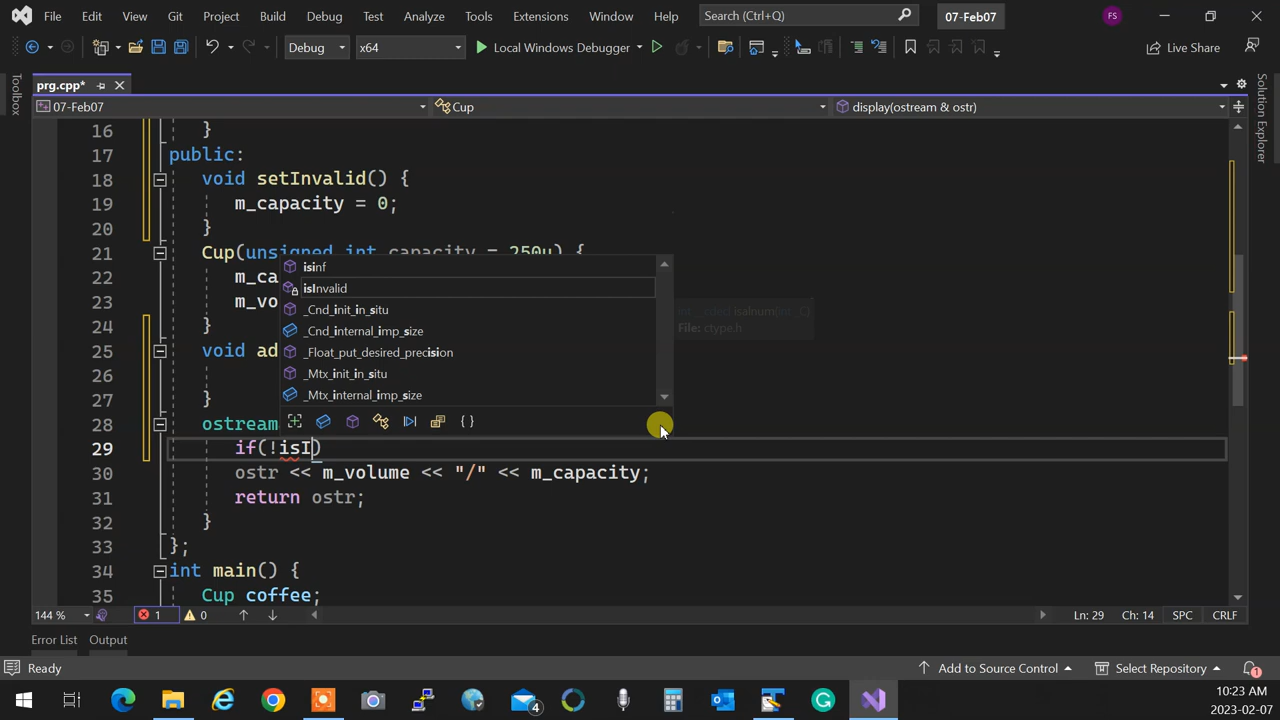 File Edit View Git Project Build Debug Test Analyze Tools Extensions Window Help Search (Ctrl+Q) 07-Feb07 FS
Debug x64 Local Windows Debugger Live Share
prg.cpp*
Toolbox
Solution Explorer
07-Feb07 Cup display(ostream & ostr)
16 }
17 public:
18 void setInvalid() {
19 m_capacity = 0;
20 }
21 Cup(unsigned int capacity = 250u) {
22 m_ca
23 m_vo
24 }
25 void ad
26
27 }
28 ostream
29 if(!isI)
30 ostr << m_volume << "/" << m_capacity;
31 return ostr;
32 }
33 };
34 int main() {
35 Cup coffee;
isinf
isInvalid
_Cnd_init_in_situ
_Cnd_internal_imp_size
_Float_put_desired_precision
_Mtx_init_in_situ
_Mtx_internal_imp_size
File: ctype.h
144 % 1 0 Ln: 29 Ch: 14 SPC CRLF
Error List Output
Ready Add to Source Control Select Repository 1
4
10:23 AM
2023-02-07